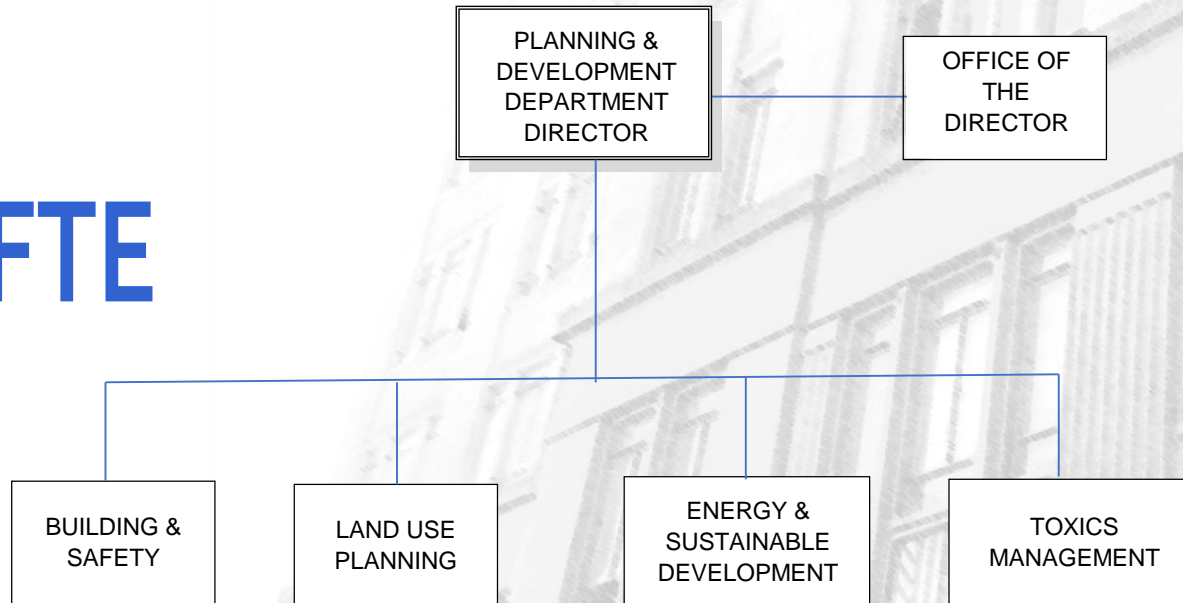 PLANNING &
DEVELOPMENT
DEPARTMENT
DIRECTOR
OFFICE OF
THE
DIRECTOR
FTE
BUILDING &
SAFETY
LAND USE
PLANNING
ENERGY &
SUSTAINABLE
DEVELOPMENT
TOXICS
MANAGEMENT